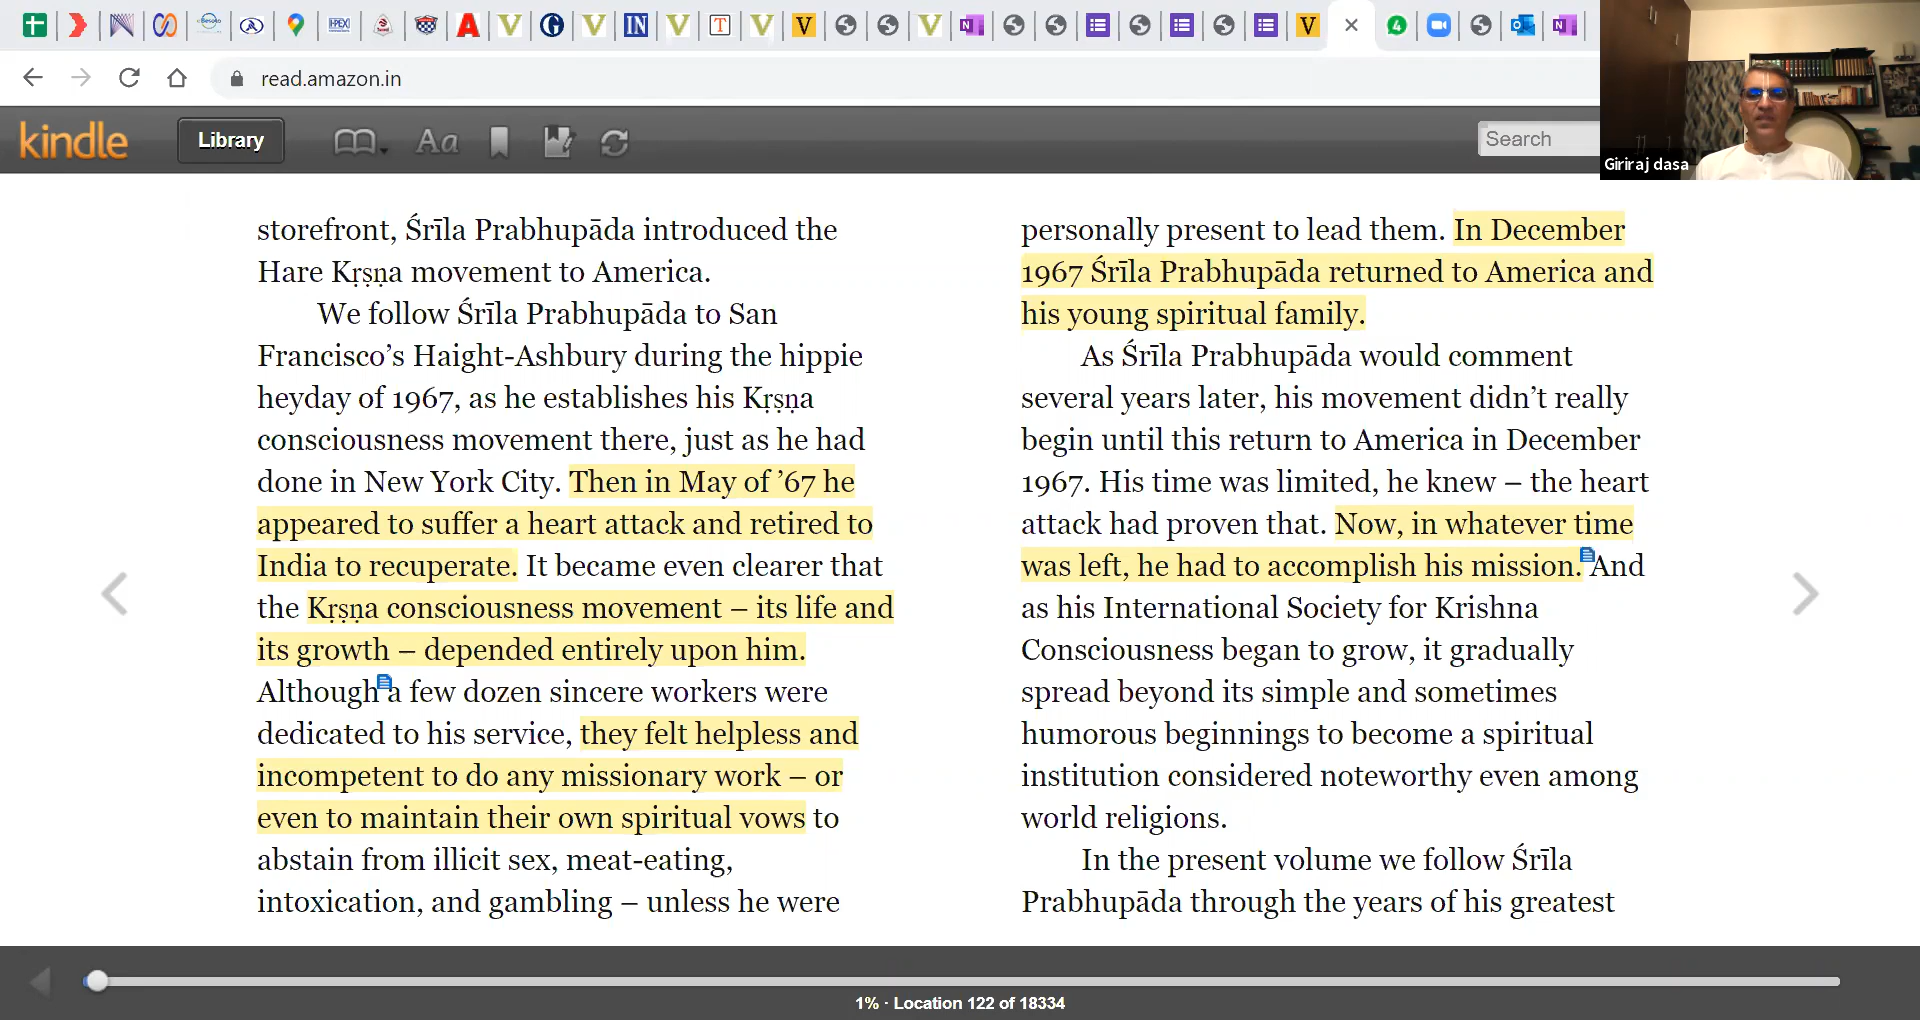 read.amazon.in
kindle
Library
Aa
Search
Giriraj dasa
storefront, Śrīla Prabhupāda introduced the
Hare Kṛṣṇa movement to America.
We follow Śrīla Prabhupāda to San
Francisco’s Haight-Ashbury during the hippie
heyday of 1967, as he establishes his Kṛṣṇa
consciousness movement there, just as he had
done in New York City. Then in May of ’67 he
appeared to suffer a heart attack and retired to
India to recuperate. It became even clearer that
the Kṛṣṇa consciousness movement – its life and
its growth – depended entirely upon him.
Although a few dozen sincere workers were
dedicated to his service, they felt helpless and
incompetent to do any missionary work – or
even to maintain their own spiritual vows to
abstain from illicit sex, meat-eating,
intoxication, and gambling – unless he were
personally present to lead them. In December
1967 Śrīla Prabhupāda returned to America and
his young spiritual family.
As Śrīla Prabhupāda would comment
several years later, his movement didn’t really
begin until this return to America in December
1967. His time was limited, he knew – the heart
attack had proven that. Now, in whatever time
was left, he had to accomplish his mission. And
as his International Society for Krishna
Consciousness began to grow, it gradually
spread beyond its simple and sometimes
humorous beginnings to become a spiritual
institution considered noteworthy even among
world religions.
In the present volume we follow Śrīla
Prabhupāda through the years of his greatest
1% · Location 122 of 18334